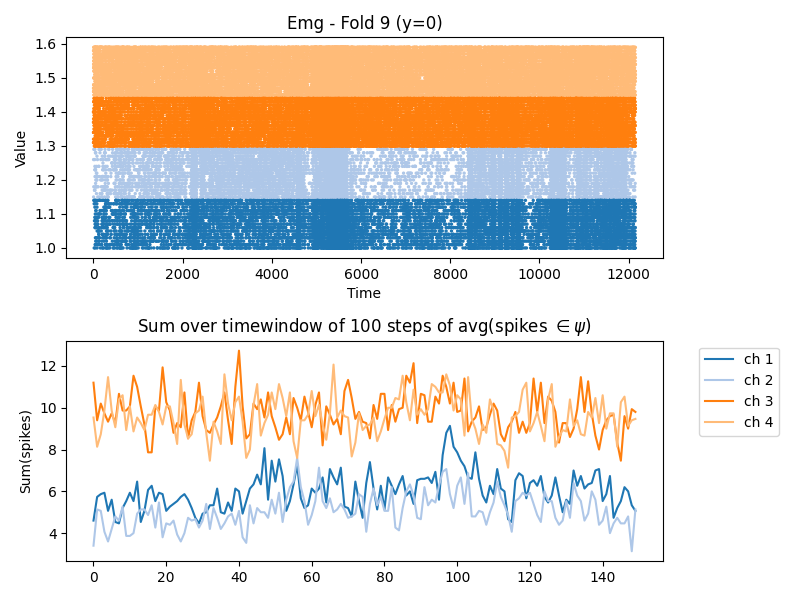 Emg - Fold 9 (y=0)
1.6
1.5
1.4
1.3
1.2
1.1
1.0
Value
0 2000 4000 6000 8000 10000 12000
Time
Sum over timewindow of 100 steps of avg(spikes ∈ ψ)
12
10
8
6
4
Sum(spikes)
0 20 40 60 80 100 120 140
ch 1
ch 2
ch 3
ch 4